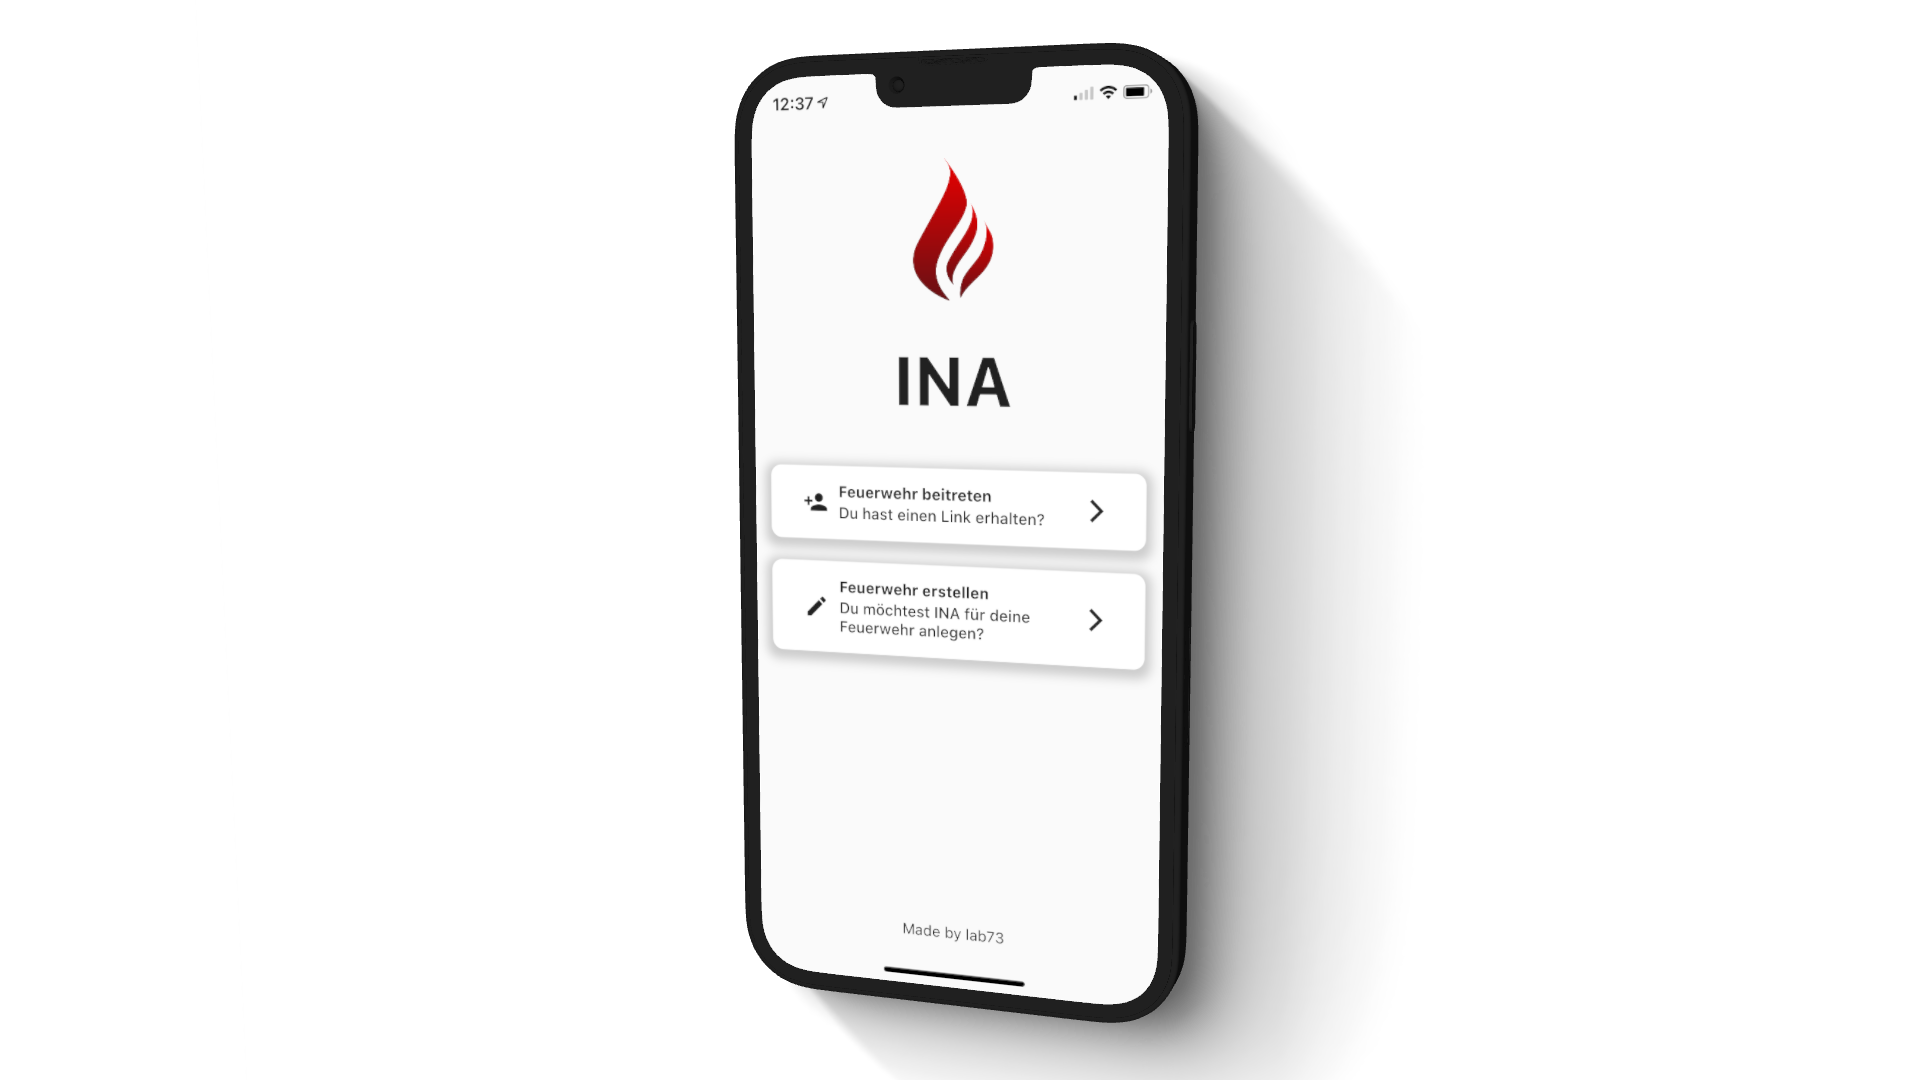 12:37
INA
Feuerwehr beitreten
Du hast einen Link erhalten?
Feuerwehr erstellen
Du möchtest INA für deine
Feuerwehr anlegen?
Made by lab73